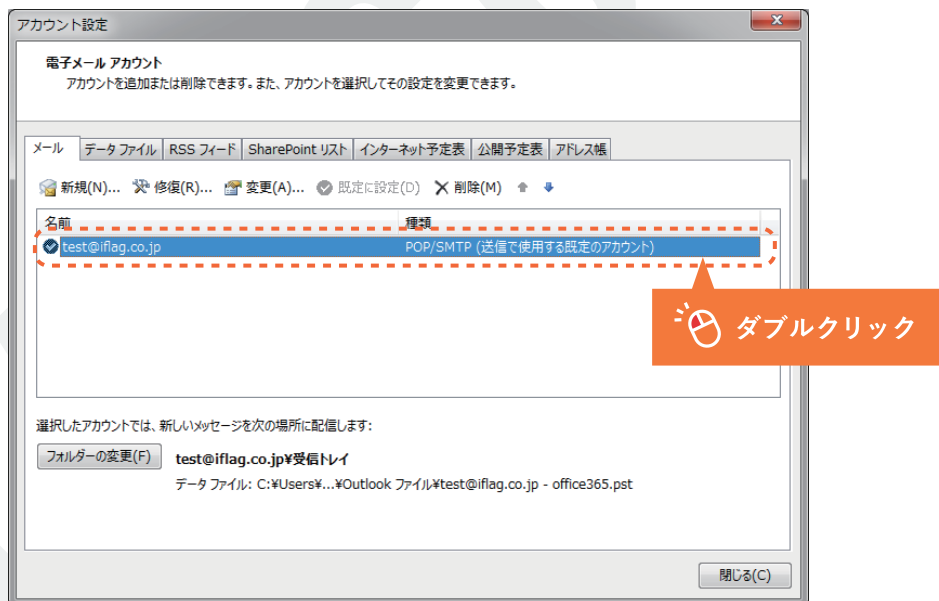 アカウント設定
電子メール アカウント
アカウントを追加または削除できます。また、アカウントを選択してその設定を変更できます。
メール データ ファイル RSS フィード SharePoint リスト インターネット予定表 公開予定表 アドレス帳
新規(N)... 修復(R)... 変更(A)... 既定に設定(D) 削除(M)
名前 種類
test@iflag.co.jp POP/SMTP (送信で使用する既定のアカウント)
ダブルクリック
選択したアカウントでは、新しいメッセージを次の場所に配信します:
フォルダーの変更(F) test@iflag.co.jp¥受信トレイ
データ ファイル: C:¥Users¥...¥Outlook ファイル¥test@iflag.co.jp - office365.pst
閉じる(C)